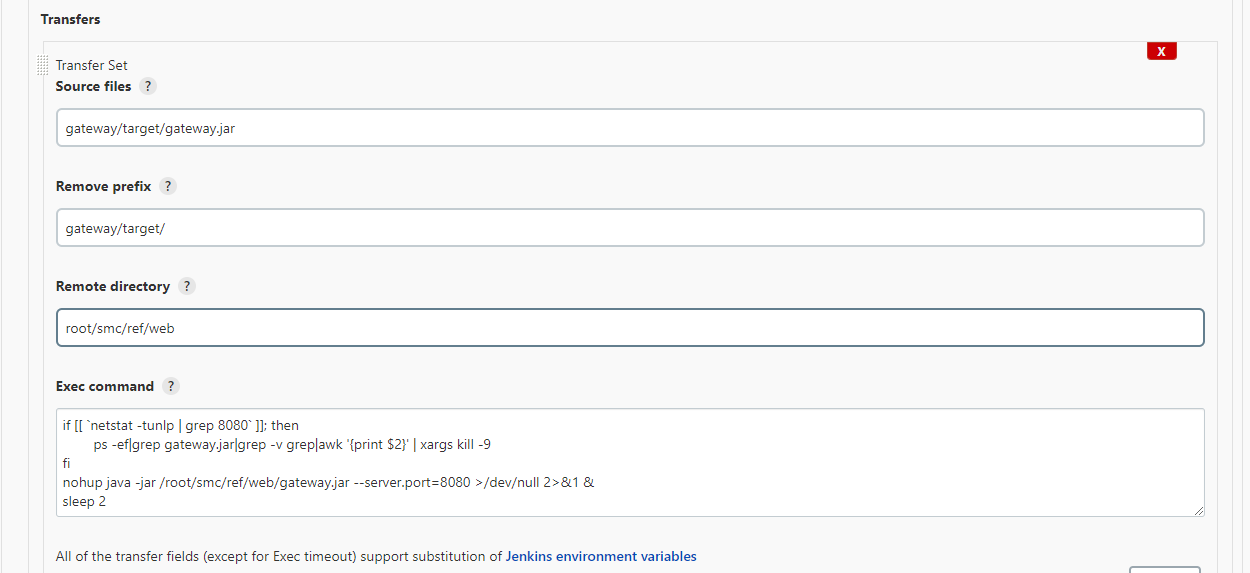 Transfers
X
Transfer Set
Source files ?
gateway/target/gateway.jar
Remove prefix ?
gateway/target/
Remote directory ?
root/smc/ref/web
Exec command ?
if [[ `netstat -tunlp | grep 8080` ]]; then
ps -ef|grep gateway.jar|grep -v grep|awk '{print $2}' | xargs kill -9
fi
nohup java -jar /root/smc/ref/web/gateway.jar --server.port=8080 >/dev/null 2>&1 &
sleep 2
All of the transfer fields (except for Exec timeout) support substitution of Jenkins environment variables